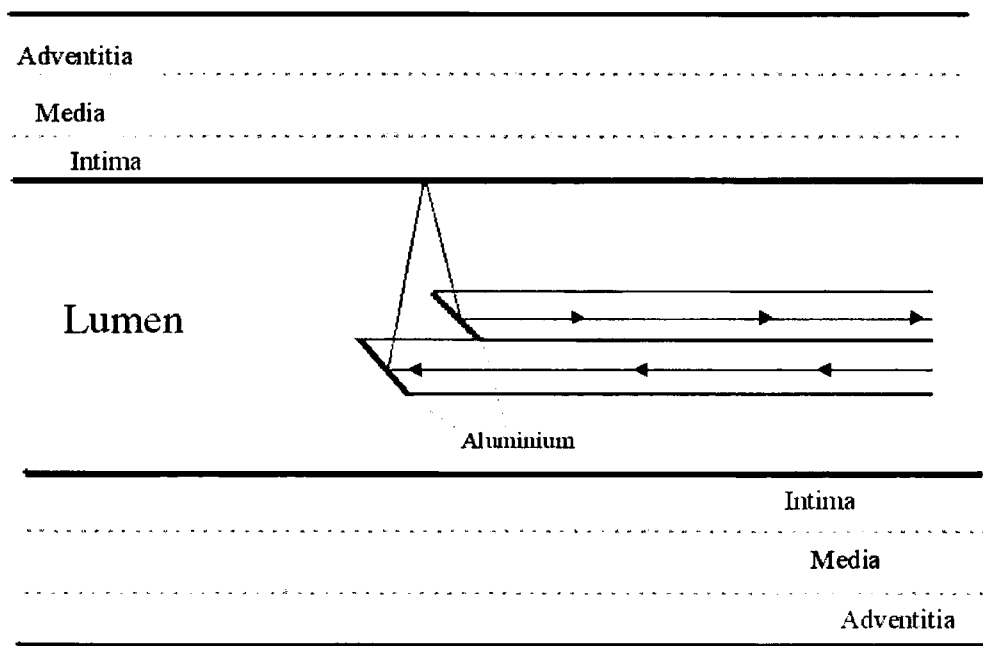 Adventitia
Media
Intima
Lumen
Aluminium
Intima
Media
Adventitia